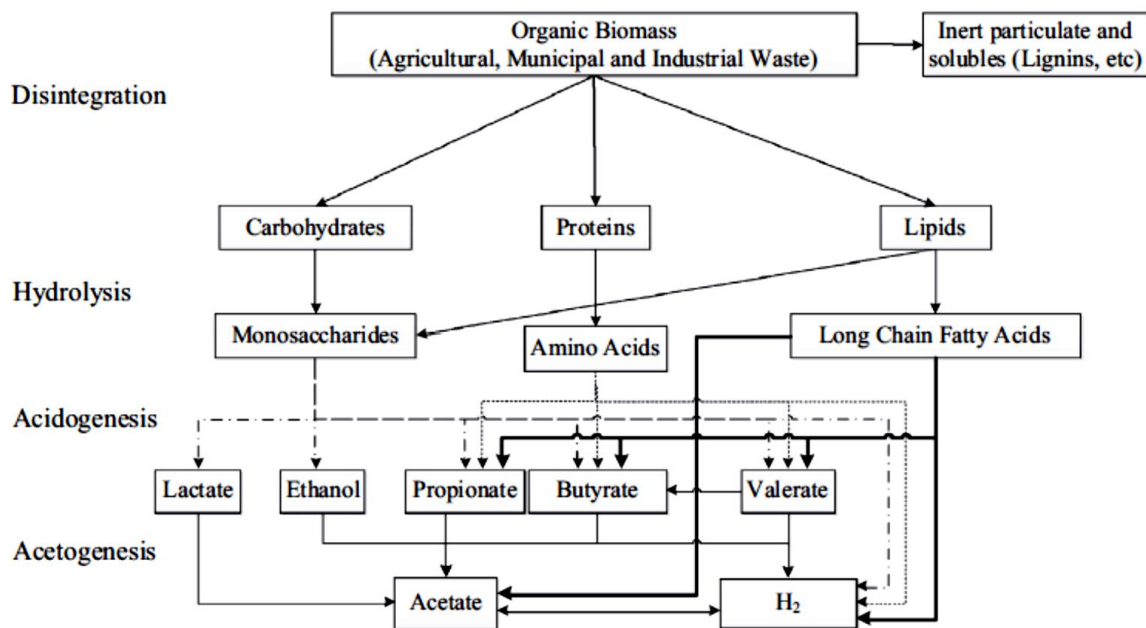 Organic Biomass
(Agricultural, Municipal and Industrial Waste)
Inert particulate and
solubles (Lignins, etc)
Disintegration
Carbohydrates
Proteins
Lipids
Hydrolysis
Monosaccharides
Amino Acids
Long Chain Fatty Acids
Acidogenesis
Lactate
Ethanol
Propionate
Butyrate
Valerate
Acetogenesis
Acetate
H₂